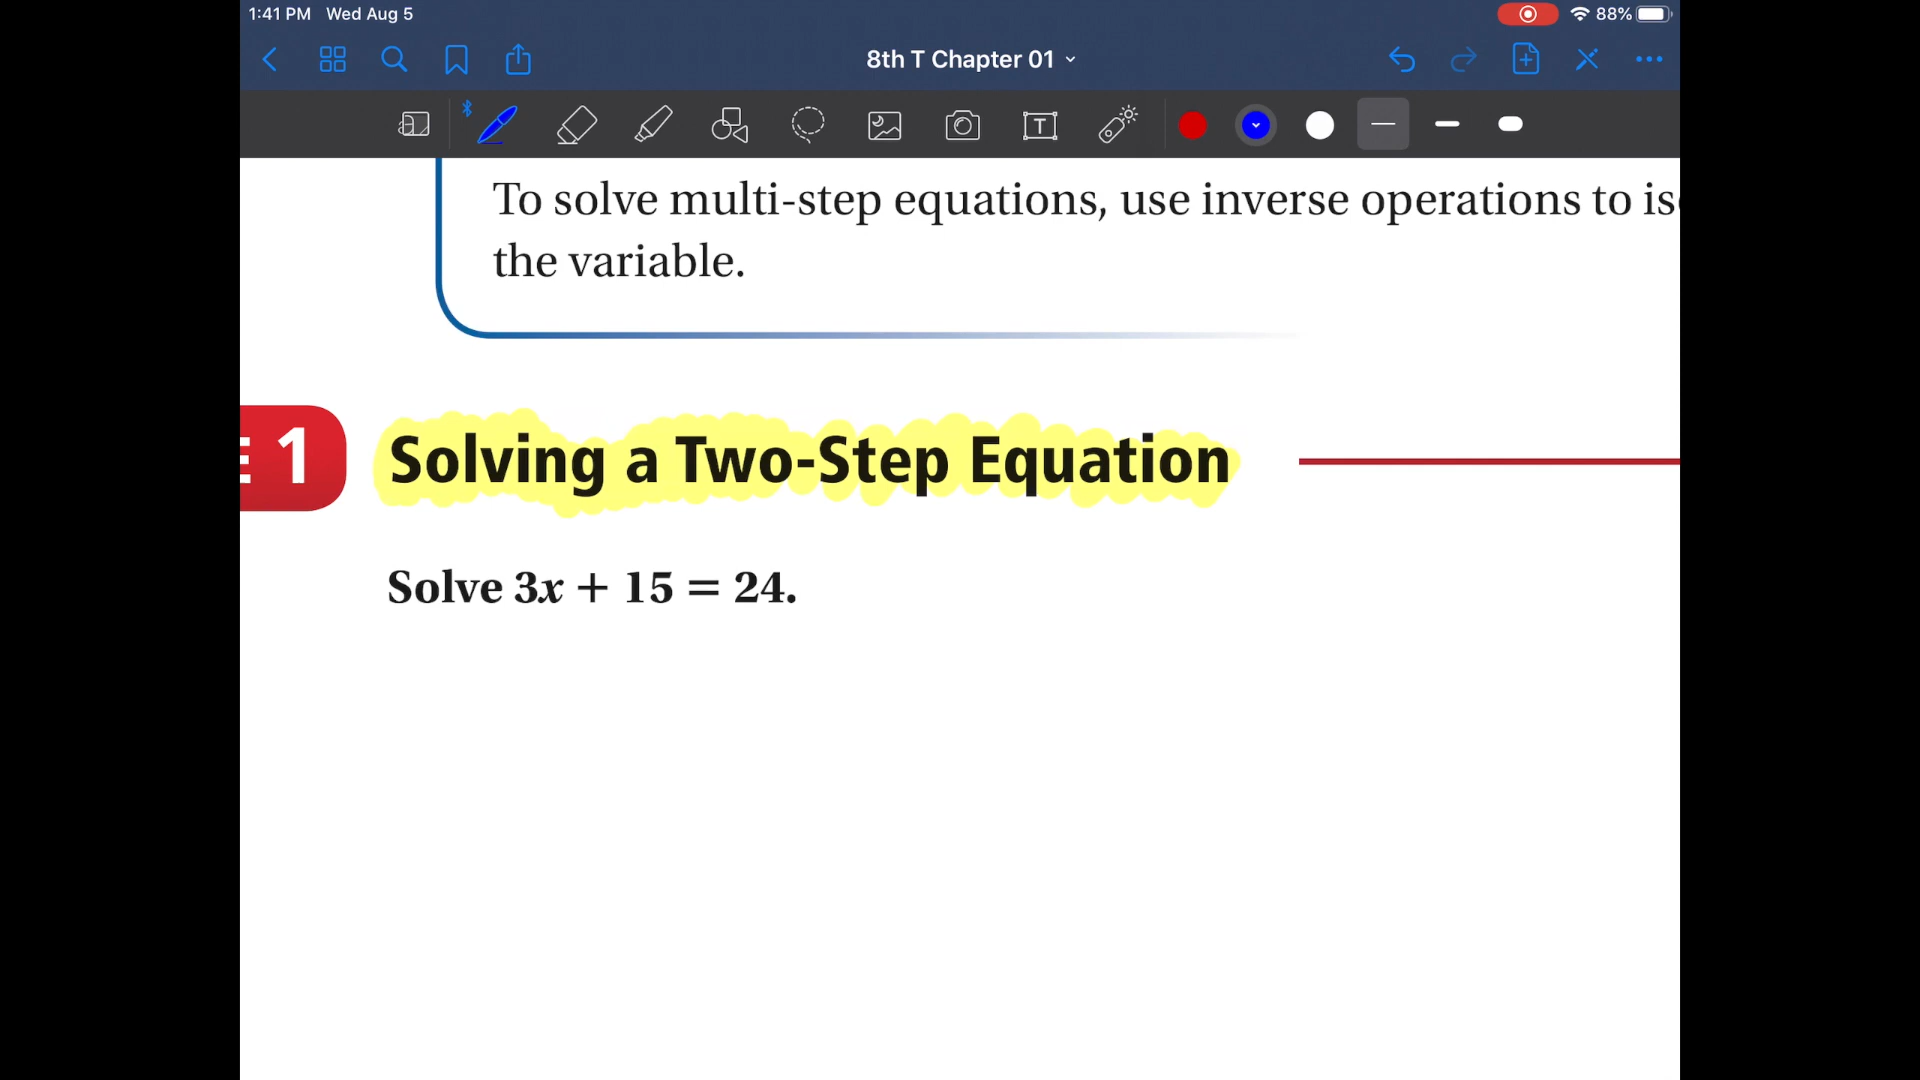 1:41 PM Wed Aug 5
88%
8th T Chapter 01
To solve multi-step equations, use inverse operations to
the variable.
1 Solving a Two-Step Equation
Solve 3x + 15 = 24.